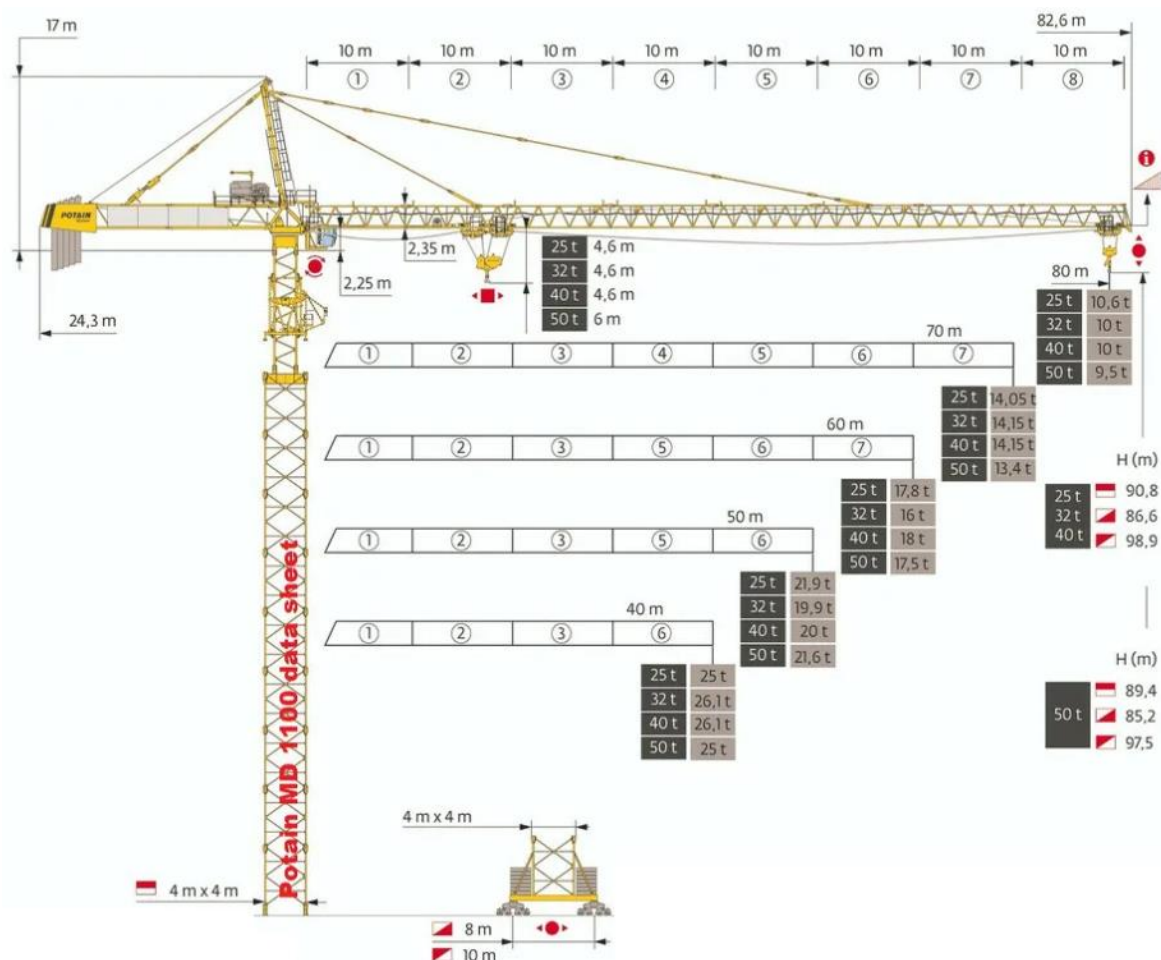 17 m
82,6 m
10 m 10 m 10 m 10 m 10 m 10 m 10 m 10 m
① ② ③ ④ ⑤ ⑥ ⑦ ⑧
i
POTAIN
2,35 m
2,25 m
24,3 m
25 t 4,6 m
32 t 4,6 m
40 t 4,6 m
50 t 6 m
80 m
25 t 10,6 t
32 t 10 t
40 t 10 t
50 t 9,5 t
70 m
① ② ③ ④ ⑤ ⑥ ⑦
25 t 14,05 t
32 t 14,15 t
40 t 14,15 t
50 t 13,4 t
60 m
① ② ③ ⑤ ⑥ ⑦
25 t 17,8 t
32 t 16 t
40 t 18 t
50 t 17,5 t
H (m)
25 t 90,8
32 t 86,6
40 t 98,9
50 m
① ② ③ ⑤ ⑥
25 t 21,9 t
32 t 19,9 t
40 t 20 t
50 t 21,6 t
40 m
① ② ③ ⑥
25 t 25 t
32 t 26,1 t
40 t 26,1 t
50 t 25 t
H (m)
89,4
50 t 85,2
97,5
Potain MD 1100 data sheet
4 m x 4 m
4 m x 4 m
8 m
10 m